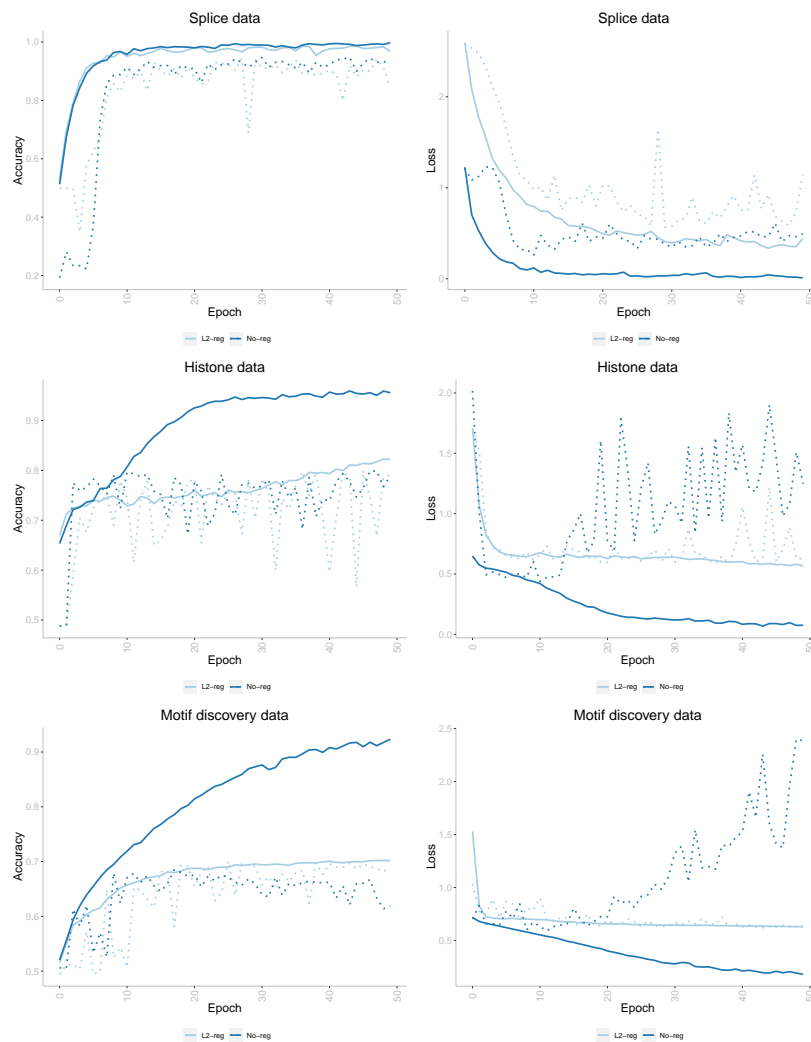 Splice data
Accuracy
1.0
0.8
0.6
0.4
0.2
0
10
20
30
40
50
Epoch
L2−reg
No−reg
Splice data
Loss
2
1
0
0
10
20
30
40
50
Epoch
L2−reg
No−reg
Histone data
Accuracy
0.9
0.8
0.7
0.6
0.5
0
10
20
30
40
50
Epoch
L2−reg
No−reg
Histone data
Loss
2.0
1.5
1.0
0.5
0.0
0
10
20
30
40
50
Epoch
L2−reg
No−reg
Motif discovery data
Accuracy
0.9
0.8
0.7
0.6
0.5
0
10
20
30
40
50
Epoch
L2−reg
No−reg
Motif discovery data
Loss
2.5
2.0
1.5
1.0
0.5
0
10
20
30
40
50
Epoch
L2−reg
No−reg